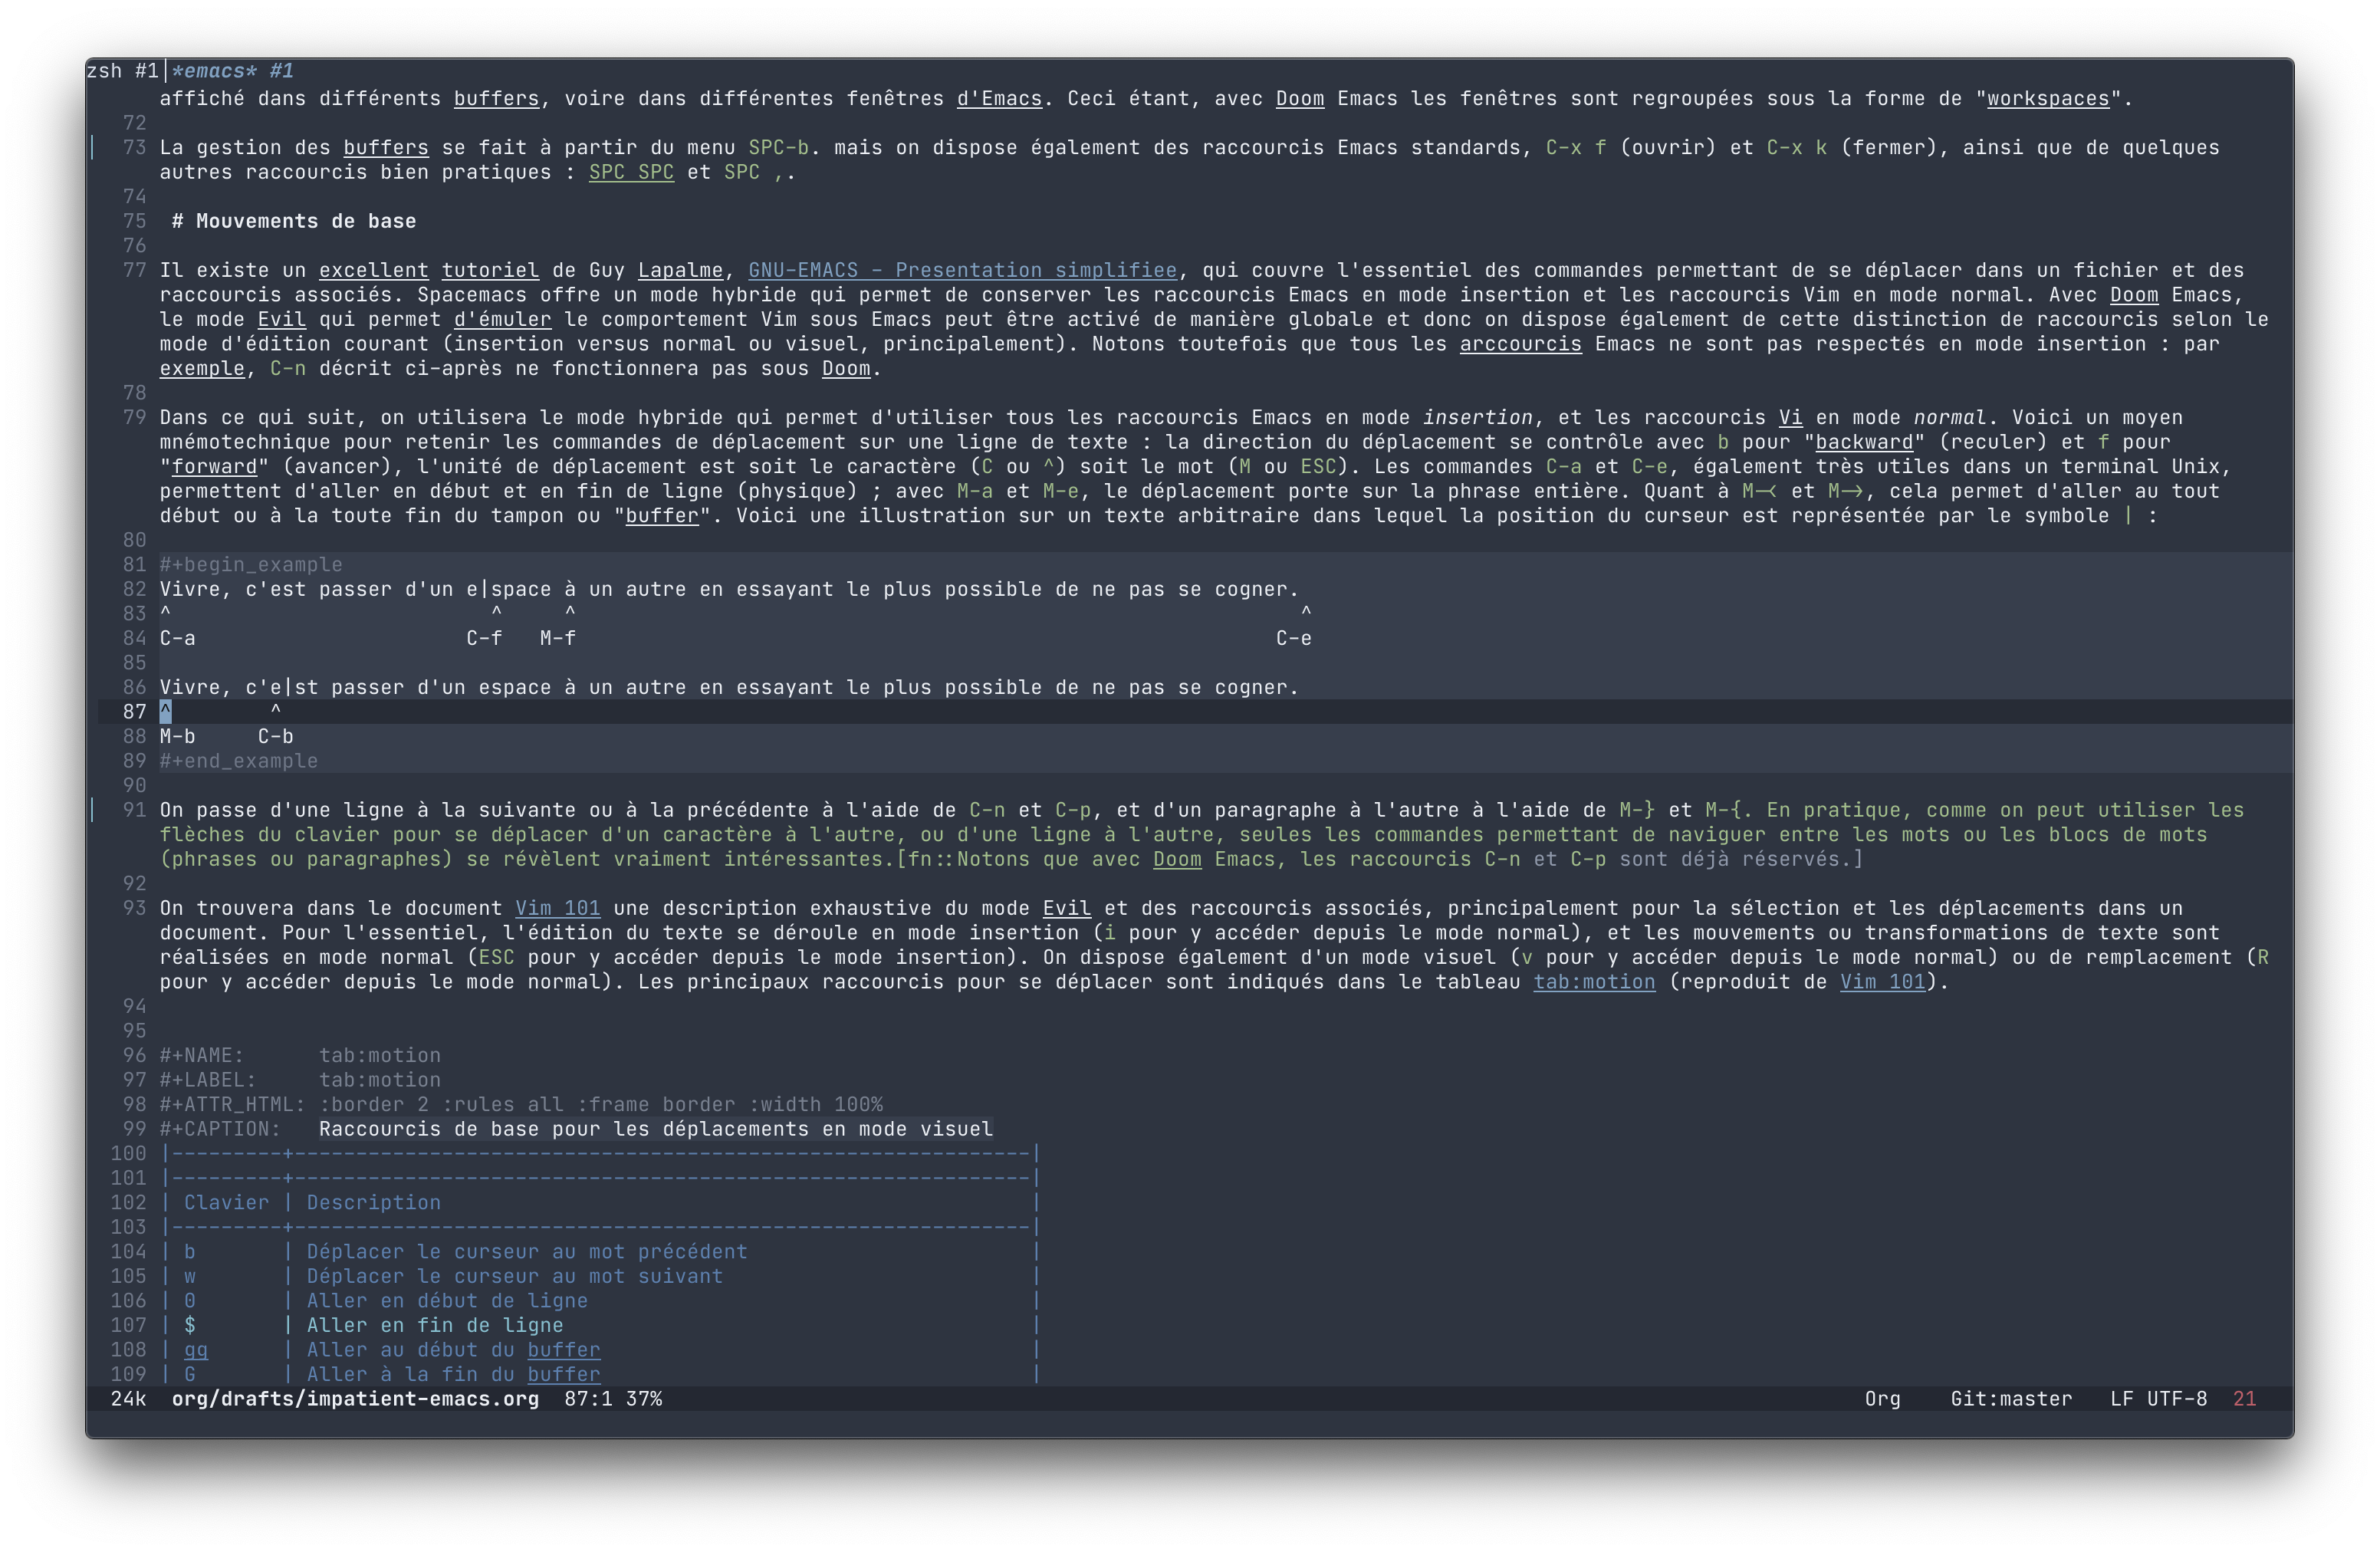 zsh #1|*emacs* #1
affiché dans différents buffers, voire dans différentes fenêtres d'Emacs. Ceci étant, avec Doom Emacs les fenêtres sont regroupées sous la forme de "workspaces".
72
73 La gestion des buffers se fait à partir du menu SPC-b. mais on dispose également des raccourcis Emacs standards, C-x f (ouvrir) et C-x k (fermer), ainsi que de quelques
autres raccourcis bien pratiques : SPC SPC et SPC ,.
74
75 # Mouvements de base
76
77 Il existe un excellent tutoriel de Guy Lapalme, GNU-EMACS - Presentation simplifiee, qui couvre l'essentiel des commandes permettant de se déplacer dans un fichier et des
raccourcis associés. Spacemacs offre un mode hybride qui permet de conserver les raccourcis Emacs en mode insertion et les raccourcis Vim en mode normal. Avec Doom Emacs,
le mode Evil qui permet d'émuler le comportement Vim sous Emacs peut être activé de manière globale et donc on dispose également de cette distinction de raccourcis selon le
mode d'édition courant (insertion versus normal ou visuel, principalement). Notons toutefois que tous les arccourcis Emacs ne sont pas respectés en mode insertion : par
exemple, C-n décrit ci-après ne fonctionnera pas sous Doom.
78
79 Dans ce qui suit, on utilisera le mode hybride qui permet d'utiliser tous les raccourcis Emacs en mode insertion, et les raccourcis Vi en mode normal. Voici un moyen
mnémotechnique pour retenir les commandes de déplacement sur une ligne de texte : la direction du déplacement se contrôle avec b pour "backward" (reculer) et f pour
"forward" (avancer), l'unité de déplacement est soit le caractère (C ou ^) soit le mot (M ou ESC). Les commandes C-a et C-e, également très utiles dans un terminal Unix,
permettent d'aller en début et en fin de ligne (physique) ; avec M-a et M-e, le déplacement porte sur la phrase entière. Quant à M-< et M->, cela permet d'aller au tout
début ou à la toute fin du tampon ou "buffer". Voici une illustration sur un texte arbitraire dans lequel la position du curseur est représentée par le symbole | :
80
81 #+begin_example
82 Vivre, c'est passer d'un e|space à un autre en essayant le plus possible de ne pas se cogner.
83 ^                          ^     ^                                                           ^
84 C-a                      C-f   M-f                                                         C-e
85
86 Vivre, c'e|st passer d'un espace à un autre en essayant le plus possible de ne pas se cogner.
87 ^        ^
88 M-b     C-b
89 #+end_example
90
91 On passe d'une ligne à la suivante ou à la précédente à l'aide de C-n et C-p, et d'un paragraphe à l'autre à l'aide de M-} et M-{. En pratique, comme on peut utiliser les
flèches du clavier pour se déplacer d'un caractère à l'autre, ou d'une ligne à l'autre, seules les commandes permettant de naviguer entre les mots ou les blocs de mots
(phrases ou paragraphes) se révèlent vraiment intéressantes.[fn::Notons que avec Doom Emacs, les raccourcis C-n et C-p sont déjà réservés.]
92
93 On trouvera dans le document Vim 101 une description exhaustive du mode Evil et des raccourcis associés, principalement pour la sélection et les déplacements dans un
document. Pour l'essentiel, l'édition du texte se déroule en mode insertion (i pour y accéder depuis le mode normal), et les mouvements ou transformations de texte sont
réalisées en mode normal (ESC pour y accéder depuis le mode insertion). On dispose également d'un mode visuel (v pour y accéder depuis le mode normal) ou de remplacement (R
pour y accéder depuis le mode normal). Les principaux raccourcis pour se déplacer sont indiqués dans le tableau tab:motion (reproduit de Vim 101).
94
95
96 #+NAME:      tab:motion
97 #+LABEL:     tab:motion
98 #+ATTR_HTML: :border 2 :rules all :frame border :width 100%
99 #+CAPTION:   Raccourcis de base pour les déplacements en mode visuel
100 |---------+------------------------------------------------------------|
101 |---------+------------------------------------------------------------|
102 | Clavier | Description                                                |
103 |---------+------------------------------------------------------------|
104 | b       | Déplacer le curseur au mot précédent                       |
105 | w       | Déplacer le curseur au mot suivant                         |
106 | 0       | Aller en début de ligne                                    |
107 | $       | Aller en fin de ligne                                      |
108 | gg      | Aller au début du buffer                                   |
109 | G       | Aller à la fin du buffer                                   |
24k org/drafts/impatient-emacs.org 87:1 37% Org Git:master LF UTF-8 21